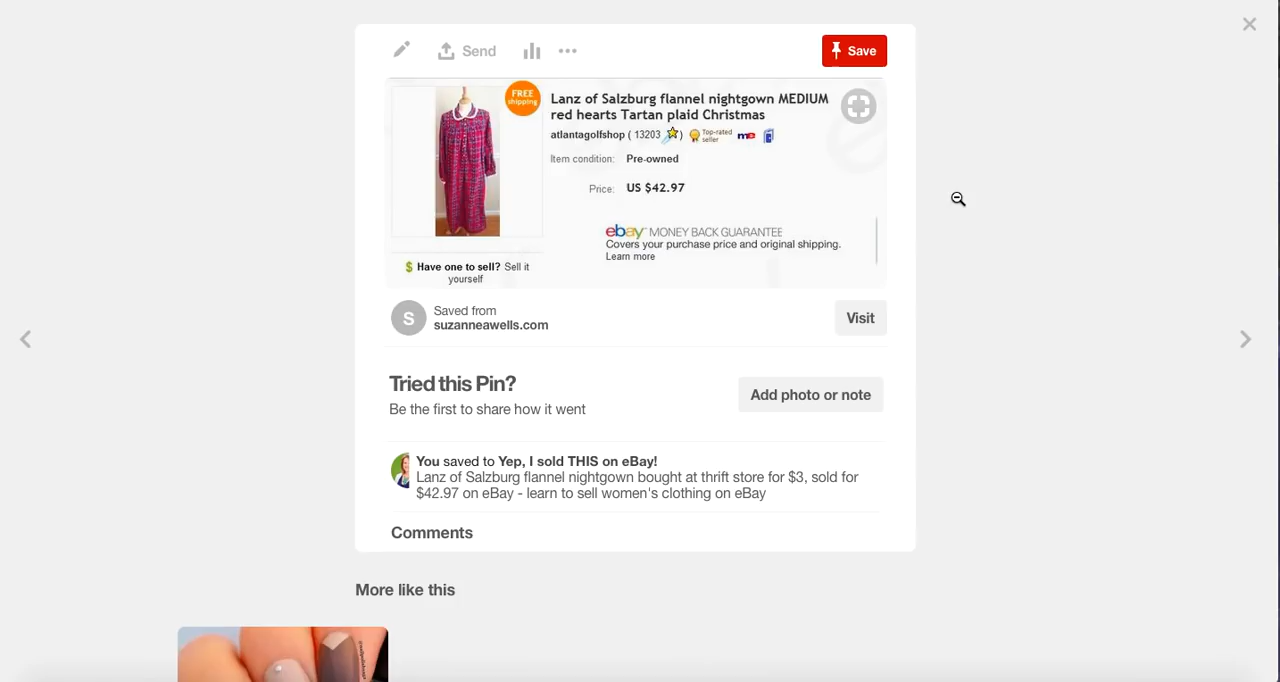 Send
Save
FREE
shipping
Lanz of Salzburg flannel nightgown MEDIUM
red hearts Tartan plaid Christmas
atlantagolfshop ( 13203 )
Top-rated
seller
me
Item condition: Pre-owned
Price: US $42.97
ebay™ MONEY BACK GUARANTEE
Covers your purchase price and original shipping.
Learn more
$ Have one to sell? Sell it
yourself
S
Saved from
suzanneawells.com
Visit
Tried this Pin?
Be the first to share how it went
Add photo or note
You saved to Yep, I sold THIS on eBay!
Lanz of Salzburg flannel nightgown bought at thrift store for $3, sold for
$42.97 on eBay - learn to sell women's clothing on eBay
Comments
More like this